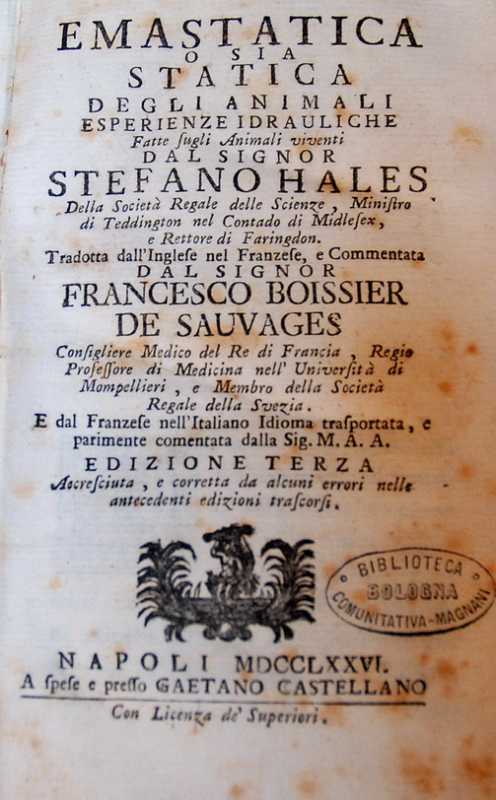 EMASTATICA
O SIA
STATICA
DEGLI ANIMALI
ESPERIENZE IDRAULICHE
Fatte ſugli Animali viventi
DAL SIGNOR
STEFANO HALES
Della Società Regale delle Scienze, Miniſtro
di Teddington nel Contado di Midleſex,
e Rettore di Faringdon.
Tradotta dall'Ingleſe nel Franzeſe, e Commentata
DAL SIGNOR
FRANCESCO BOISSIER
DE SAUVAGES
Conſigliere Medico del Re di Francia, Regio
Profeſſore di Medicina nell' Univerſità di
Mompellieri, e Membro della Società
Regale della Svezia.
E dal Franzeſe nell'Italiano Idioma traſportata, e
parimente comentata dalla Sig. M. A. A.
EDIZIONE TERZA
Accreſciuta, e corretta da alcuni errori nelle
antecedenti edizioni traſcorſi.
BIBLIOTECA
BOLOGNA
COMUNITATIVA-MAGNANI
NAPOLI MDCCLXXVI.
A ſpeſe e preſſo GAETANO CASTELLANO
Con Licenza de' Superiori.